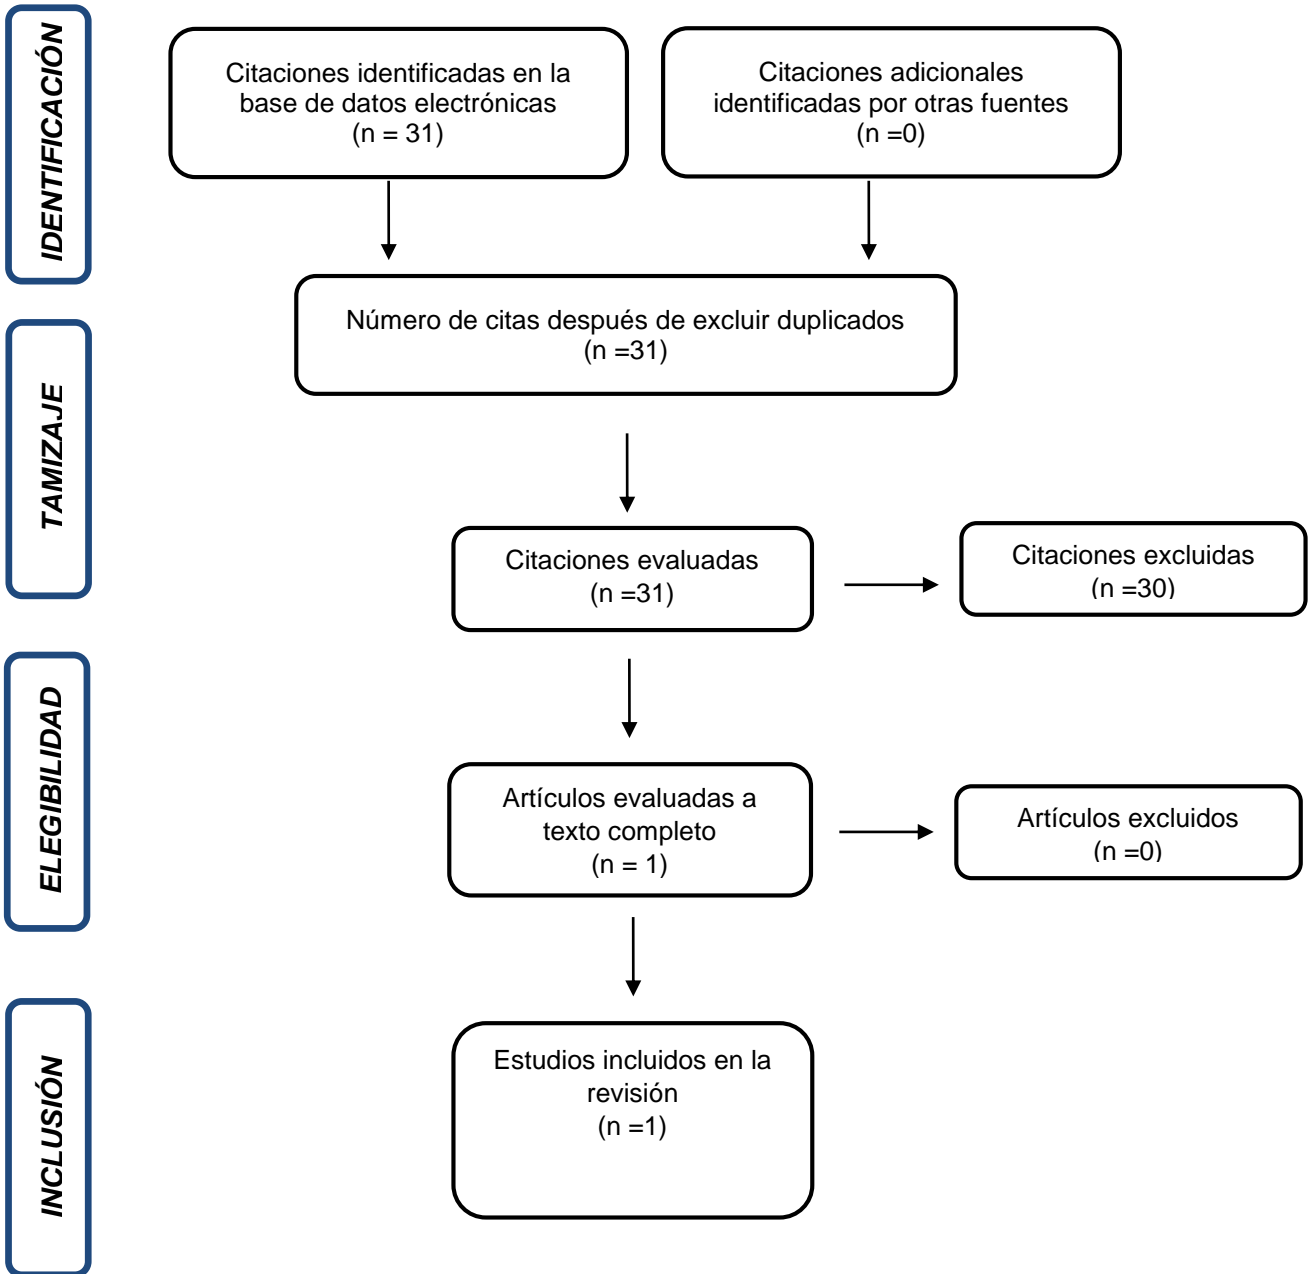 IDENTIFICACIÓN
Citaciones identificadas en la
base de datos electrónicas
(n = 31)
Citaciones adicionales
identificadas por otras fuentes
(n =0)
Número de citas después de excluir duplicados
(n =31)
TAMIZAJE
Citaciones evaluadas
(n =31)
Citaciones excluidas
(n =30)
ELEGIBILIDAD
Artículos evaluadas a
texto completo
(n = 1)
Artículos excluidos
(n =0)
INCLUSIÓN
Estudios incluidos en la
revisión
(n =1)